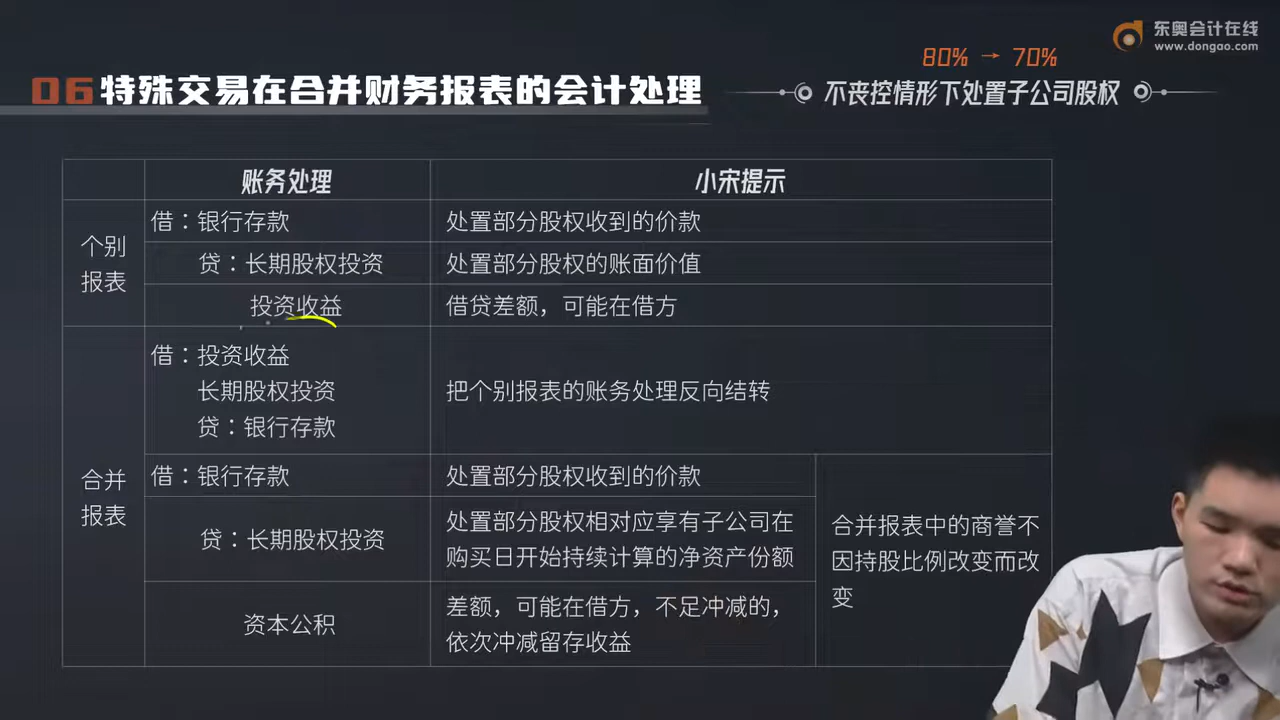 东奥会计在线
www.dongao.com
80% → 70%
06 特殊交易在合并财务报表的会计处理
不丧控情形下处置子公司股权
账务处理
小宋提示
个别
报表
借：银行存款
处置部分股权收到的价款
贷：长期股权投资
处置部分股权的账面价值
投资收益
借贷差额，可能在借方
合并
报表
借：投资收益
长期股权投资
贷：银行存款
把个别报表的账务处理反向结转
借：银行存款
处置部分股权收到的价款
贷：长期股权投资
处置部分股权相对应享有子公司在
购买日开始持续计算的净资产份额
资本公积
差额，可能在借方，不足冲减的，
依次冲减留存收益
合并报表中的商誉不
因持股比例改变而改
变